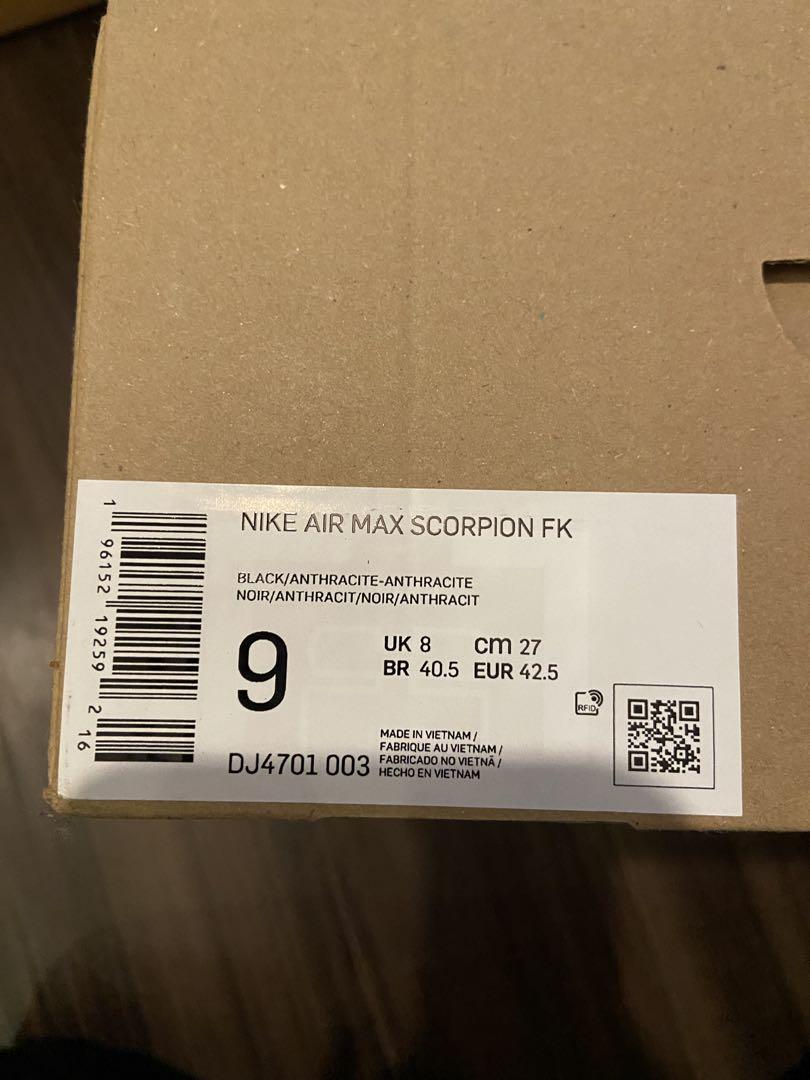 NIKE AIR MAX SCORPION FK
BLACK/ANTHRACITE-ANTHRACITE
NOIR/ANTHRACIT/NOIR/ANTHRACIT
9
UK 8 cm 27
BR 40.5 EUR 42.5
RFID
DJ4701 003
MADE IN VIETNAM /
FABRIQUE AU VIETNAM /
FABRICADO NO VIETNÃ /
HECHO EN VIETNAM
1 96152 19259 2 16